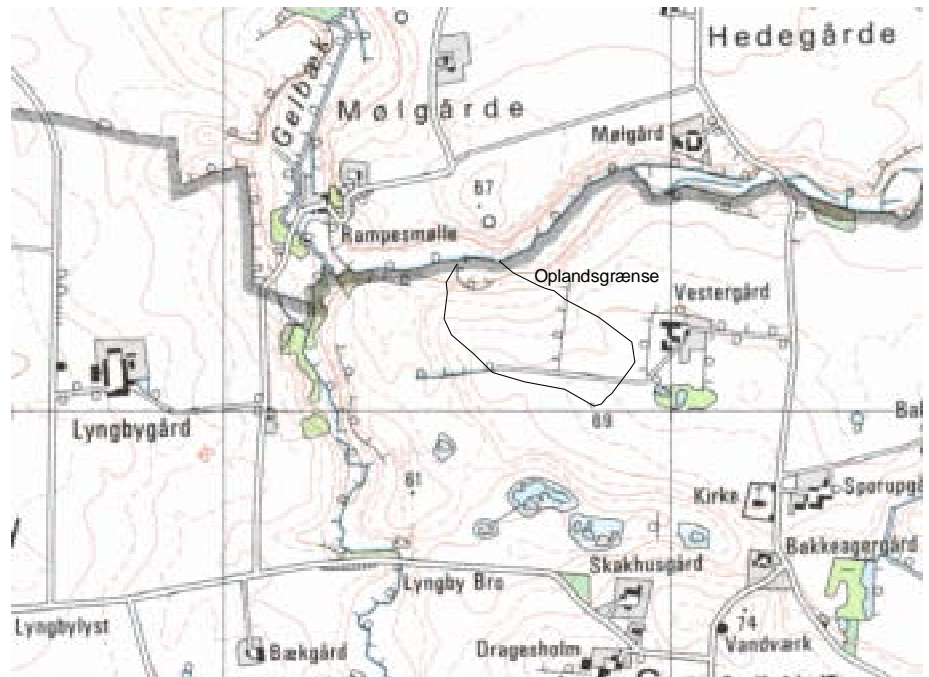 Hedegårde
Gelbæk
Mølgårde
Mølgård
67
Rampesmølle
Oplandsgrænse
Vestergård
69
Lyngbygård
61
Kirke
Sporupgå
Bakkeagergård
Skakhusgård
Lyngby Bro
74
Vandværk
Lyngbylyst
Bækgård
Dragesholm